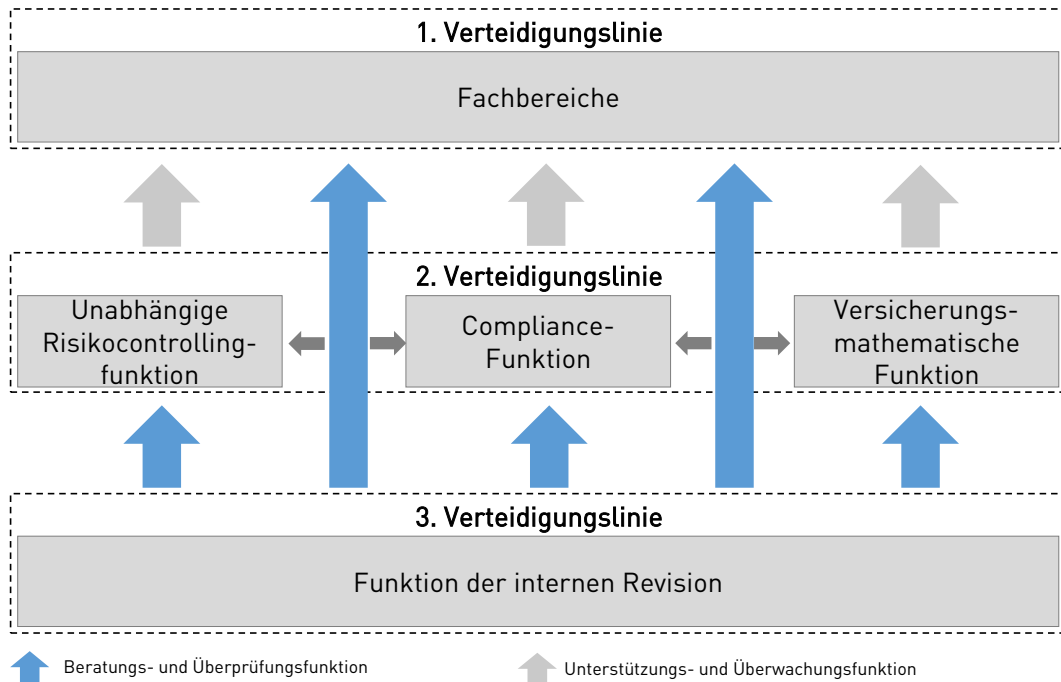 1. Verteidigungslinie
Fachbereiche
2. Verteidigungslinie
Unabhängige
Risikocontrolling-
funktion
Compliance-
Funktion
Versicherungs-
mathematische
Funktion
3. Verteidigungslinie
Funktion der internen Revision
Beratungs- und Überprüfungsfunktion
Unterstützungs- und Überwachungsfunktion